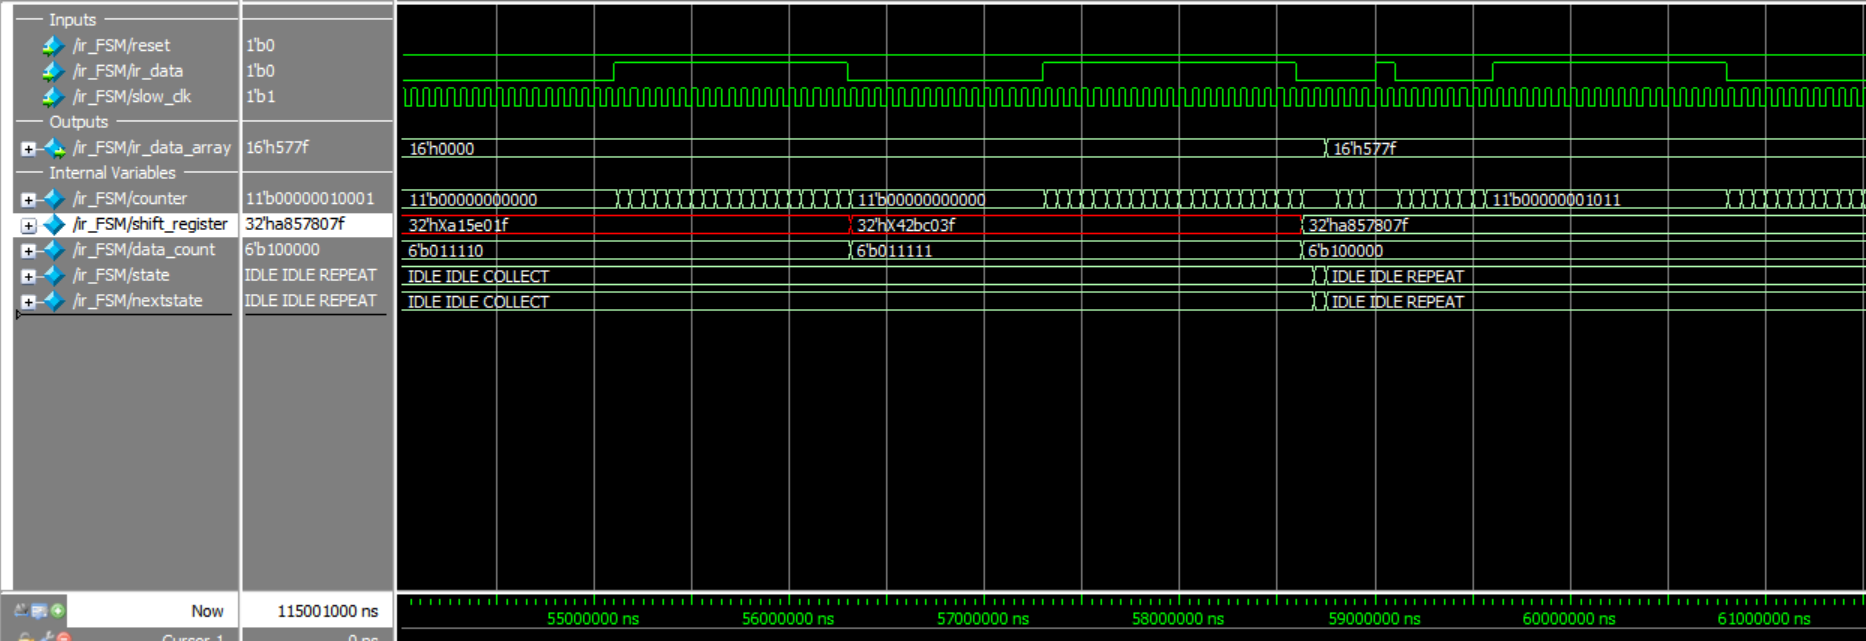 Inputs
/ir_FSM/reset 1'b0
/ir_FSM/ir_data 1'b0
/ir_FSM/slow_clk 1'b1
Outputs
/ir_FSM/ir_data_array 16'h577f 16'h0000 16'h577f
Internal Variables
/ir_FSM/counter 11'b00000010001 11'b00000000000 11'b00000000000 11'b00000001011
/ir_FSM/shift_register 32'ha857807f 32'hXa15e01f 32'hX42bc03f 32'ha857807f
/ir_FSM/data_count 6'b100000 6'b011110 6'b011111 6'b100000
/ir_FSM/state IDLE IDLE REPEAT IDLE IDLE COLLECT IDLE IDLE REPEAT
/ir_FSM/nextstate IDLE IDLE REPEAT IDLE IDLE COLLECT IDLE IDLE REPEAT
Now 115001000 ns 55000000 ns 56000000 ns 57000000 ns 58000000 ns 59000000 ns 60000000 ns 61000000 ns
Cursor 1 0 ns